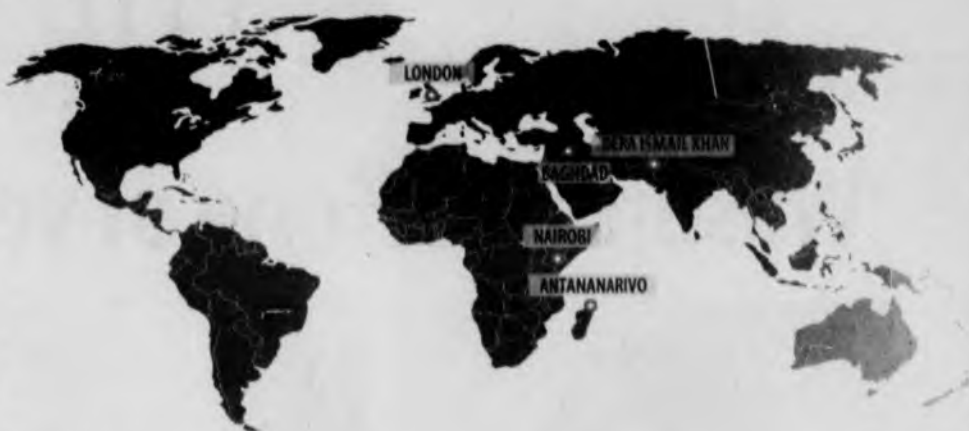 LONDON
DERA ISMAIL KHAN
BAGHDAD
NAIROBI
ANTANANARIVO